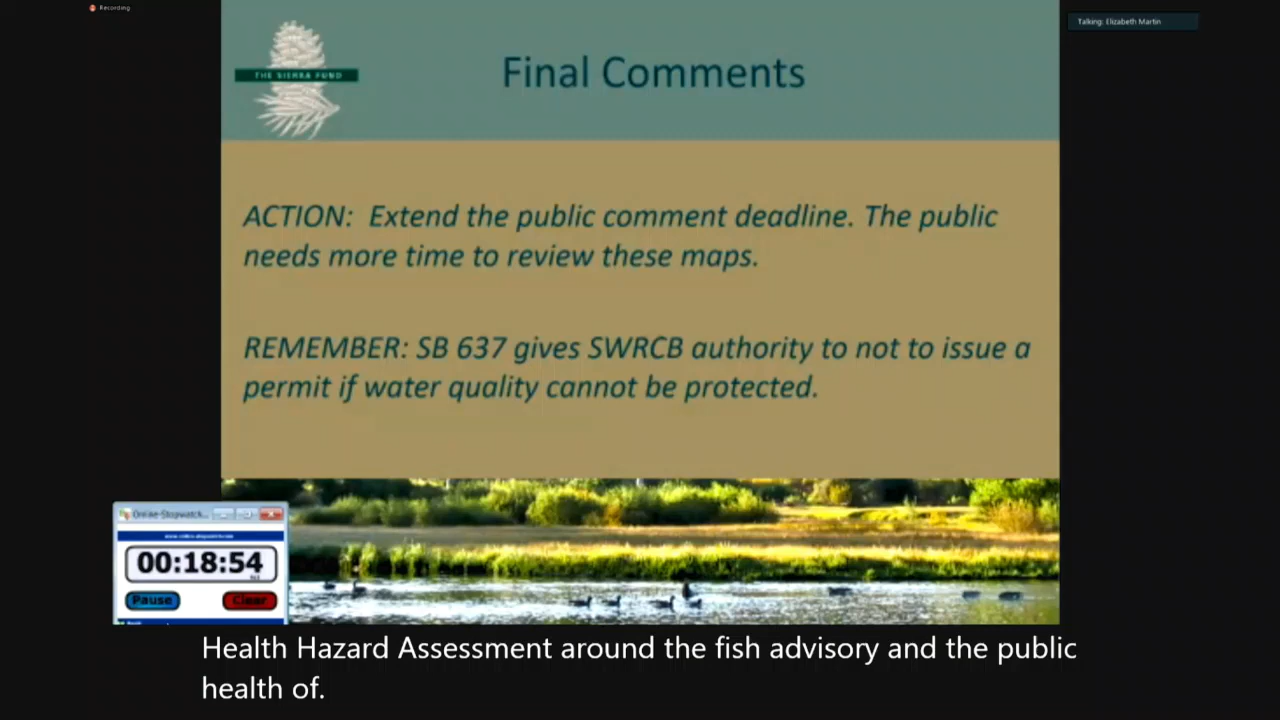 Recording
Talking: Elizabeth Martin
THE SIERRA FUND
Final Comments
ACTION: Extend the public comment deadline. The public
needs more time to review these maps.
REMEMBER: SB 637 gives SWRCB authority to not to issue a
permit if water quality cannot be protected.
Online-Stopwatch...
00:18:54
Pause
Clear
Health Hazard Assessment around the fish advisory and the public
health of.